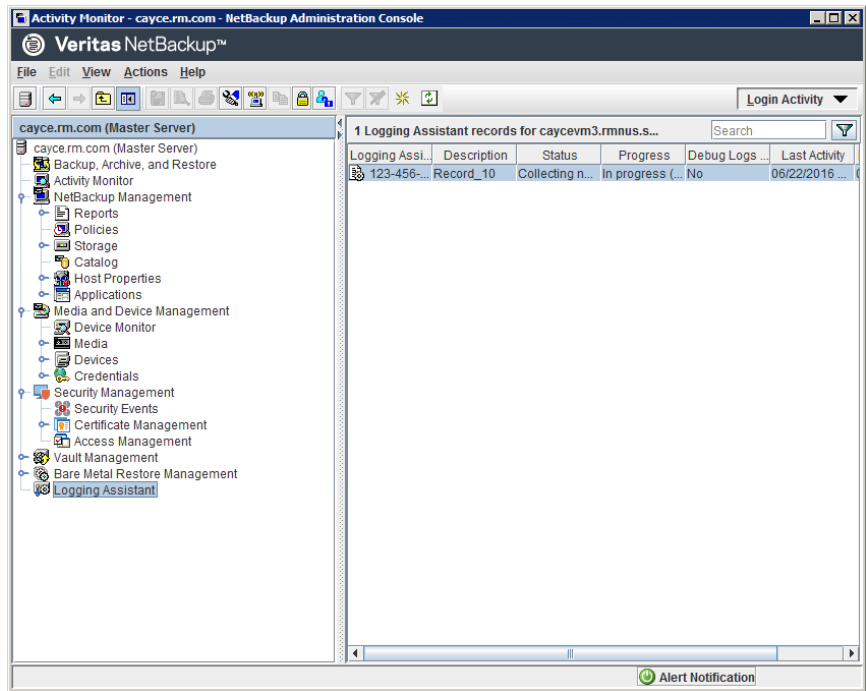 Activity Monitor - cayce.rm.com - NetBackup Administration Console
Veritas NetBackup™
File Edit View Actions Help
Login Activity
cayce.rm.com (Master Server)
cayce.rm.com (Master Server)
Backup, Archive, and Restore
Activity Monitor
NetBackup Management
Reports
Policies
Storage
Catalog
Host Properties
Applications
Media and Device Management
Device Monitor
Media
Devices
Credentials
Security Management
Security Events
Certificate Management
Access Management
Vault Management
Bare Metal Restore Management
Logging Assistant
1 Logging Assistant records for caycevm3.rmnus.s... Search
Logging Assi... Description Status Progress Debug Logs ... Last Activity
123-456-... Record_10 Collecting n... In progress (... No 06/22/2016 ...
Alert Notification